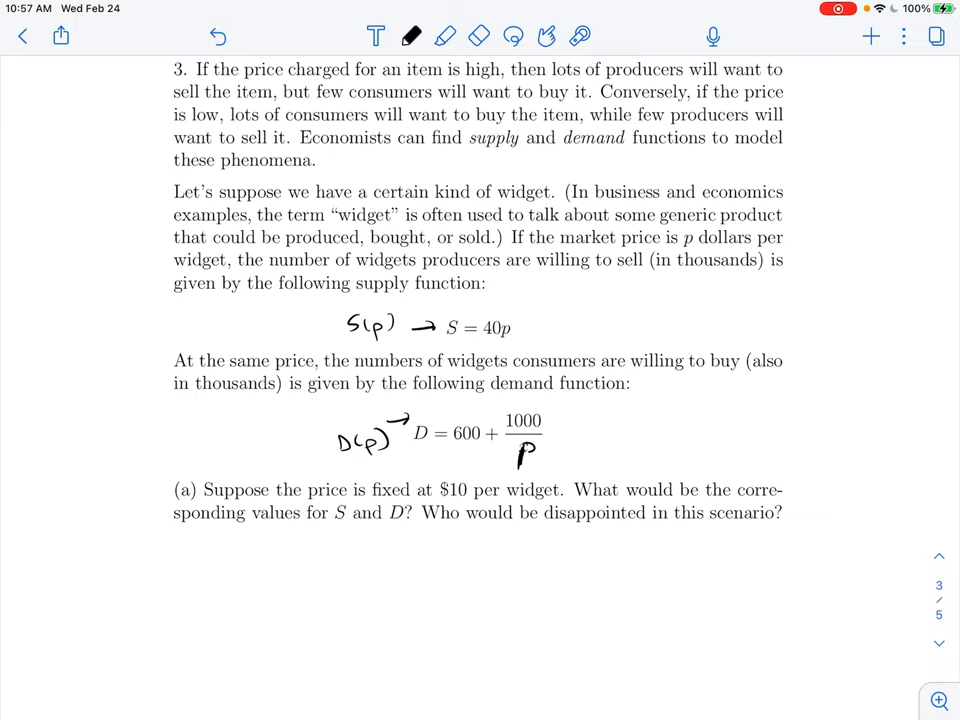 10:57 AM Wed Feb 24
100%
3. If the price charged for an item is high, then lots of producers will want to
sell the item, but few consumers will want to buy it. Conversely, if the price
is low, lots of consumers will want to buy the item, while few producers will
want to sell it. Economists can find supply and demand functions to model
these phenomena.
Let's suppose we have a certain kind of widget. (In business and economics
examples, the term “widget” is often used to talk about some generic product
that could be produced, bought, or sold.) If the market price is p dollars per
widget, the number of widgets producers are willing to sell (in thousands) is
given by the following supply function:
S(p) → S = 40p
At the same price, the numbers of widgets consumers are willing to buy (also
in thousands) is given by the following demand function:
D(p) → D = 600 + 1000/p
(a) Suppose the price is fixed at $10 per widget. What would be the corre-
sponding values for S and D? Who would be disappointed in this scenario?
3
/
5